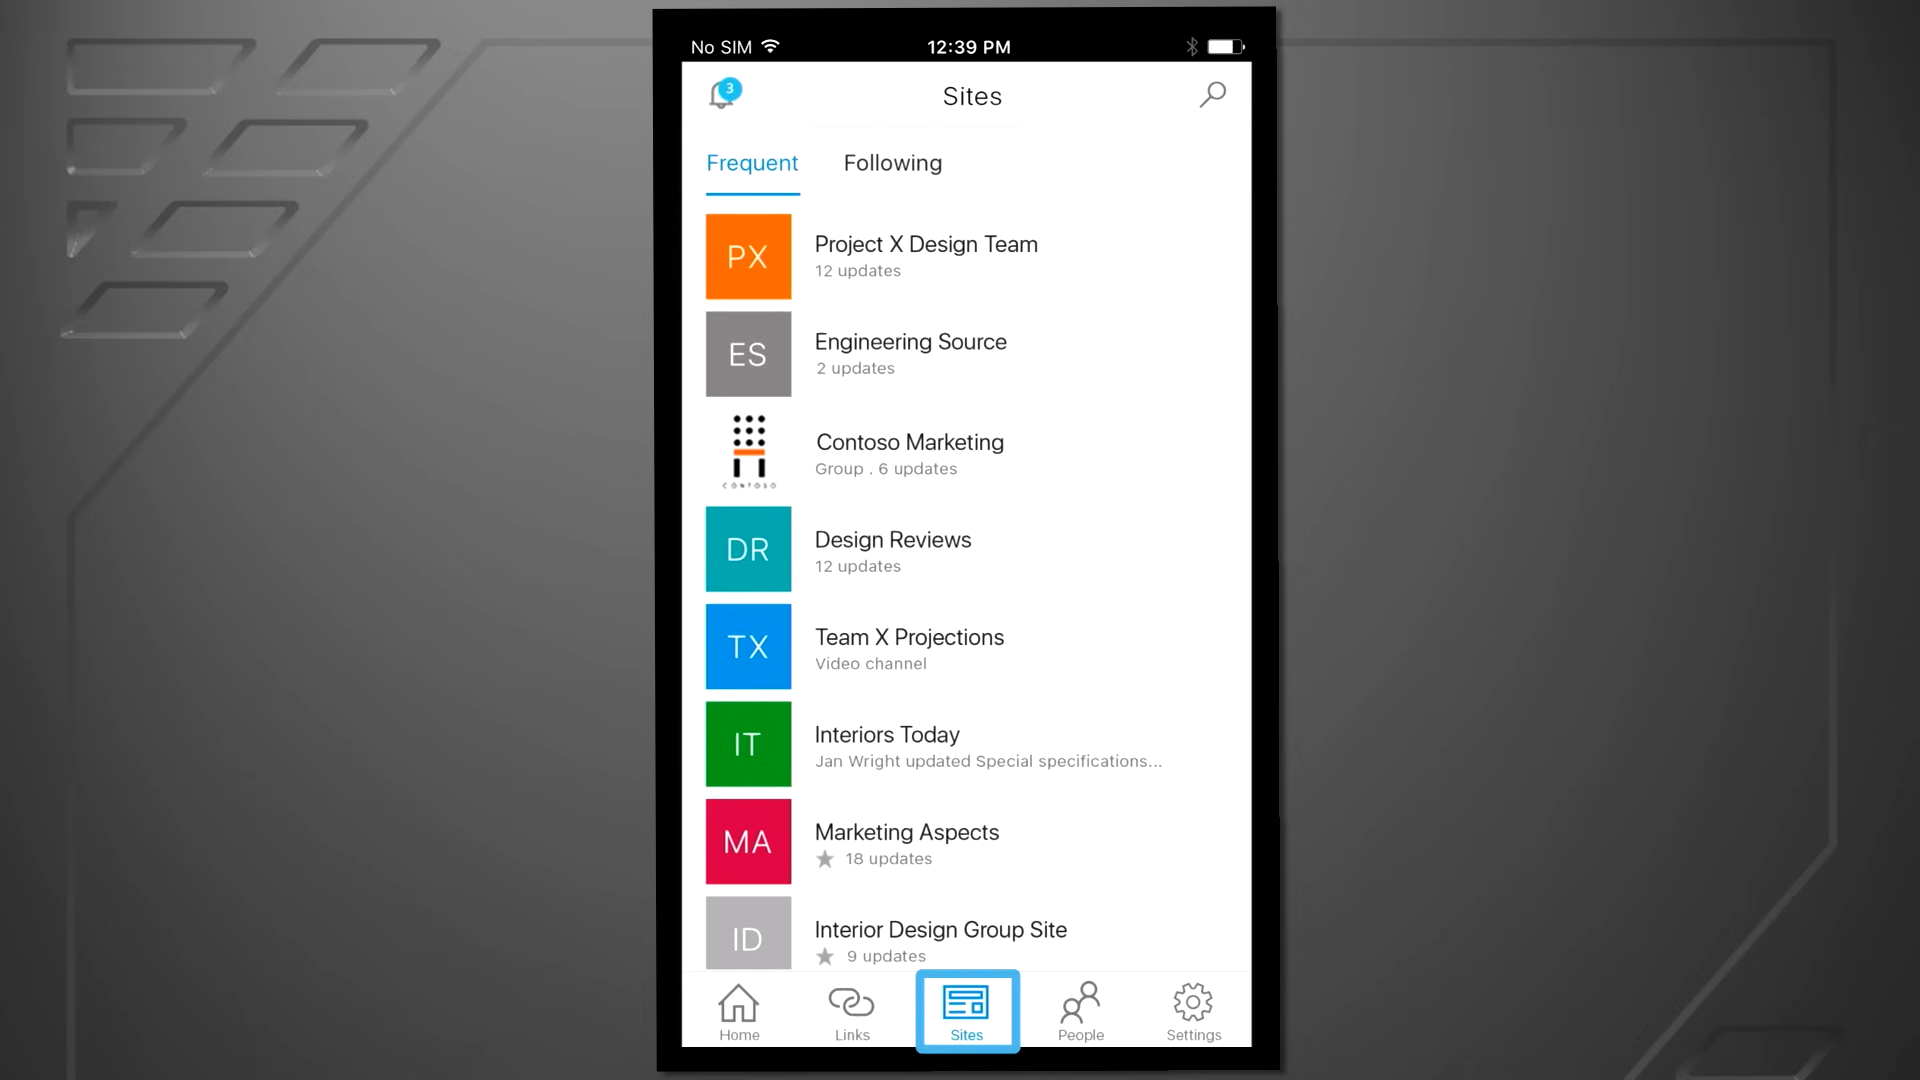 No SIM
12:39 PM
3
Sites
Frequent
Following
PX
Project X Design Team
12 updates
ES
Engineering Source
2 updates
CONTOSO
Contoso Marketing
Group . 6 updates
DR
Design Reviews
12 updates
TX
Team X Projections
Video channel
IT
Interiors Today
Jan Wright updated Special specifications...
MA
Marketing Aspects
18 updates
ID
Interior Design Group Site
9 updates
Home
Links
Sites
People
Settings